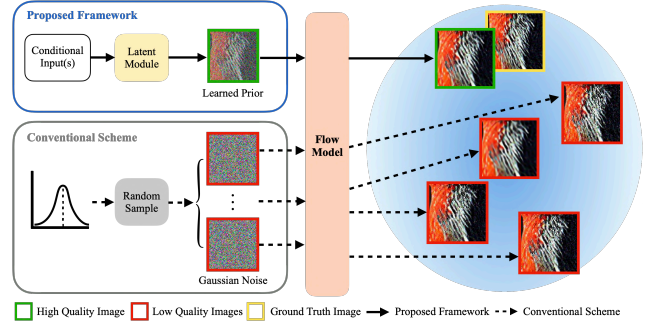 Proposed Framework
Conditional
Input(s)
Latent
Module
Learned Prior
Flow
Model
Conventional Scheme
Random
Sample
Gaussian Noise
High Quality Image
Low Quality Images
Ground Truth Image
Proposed Framework
Conventional Scheme